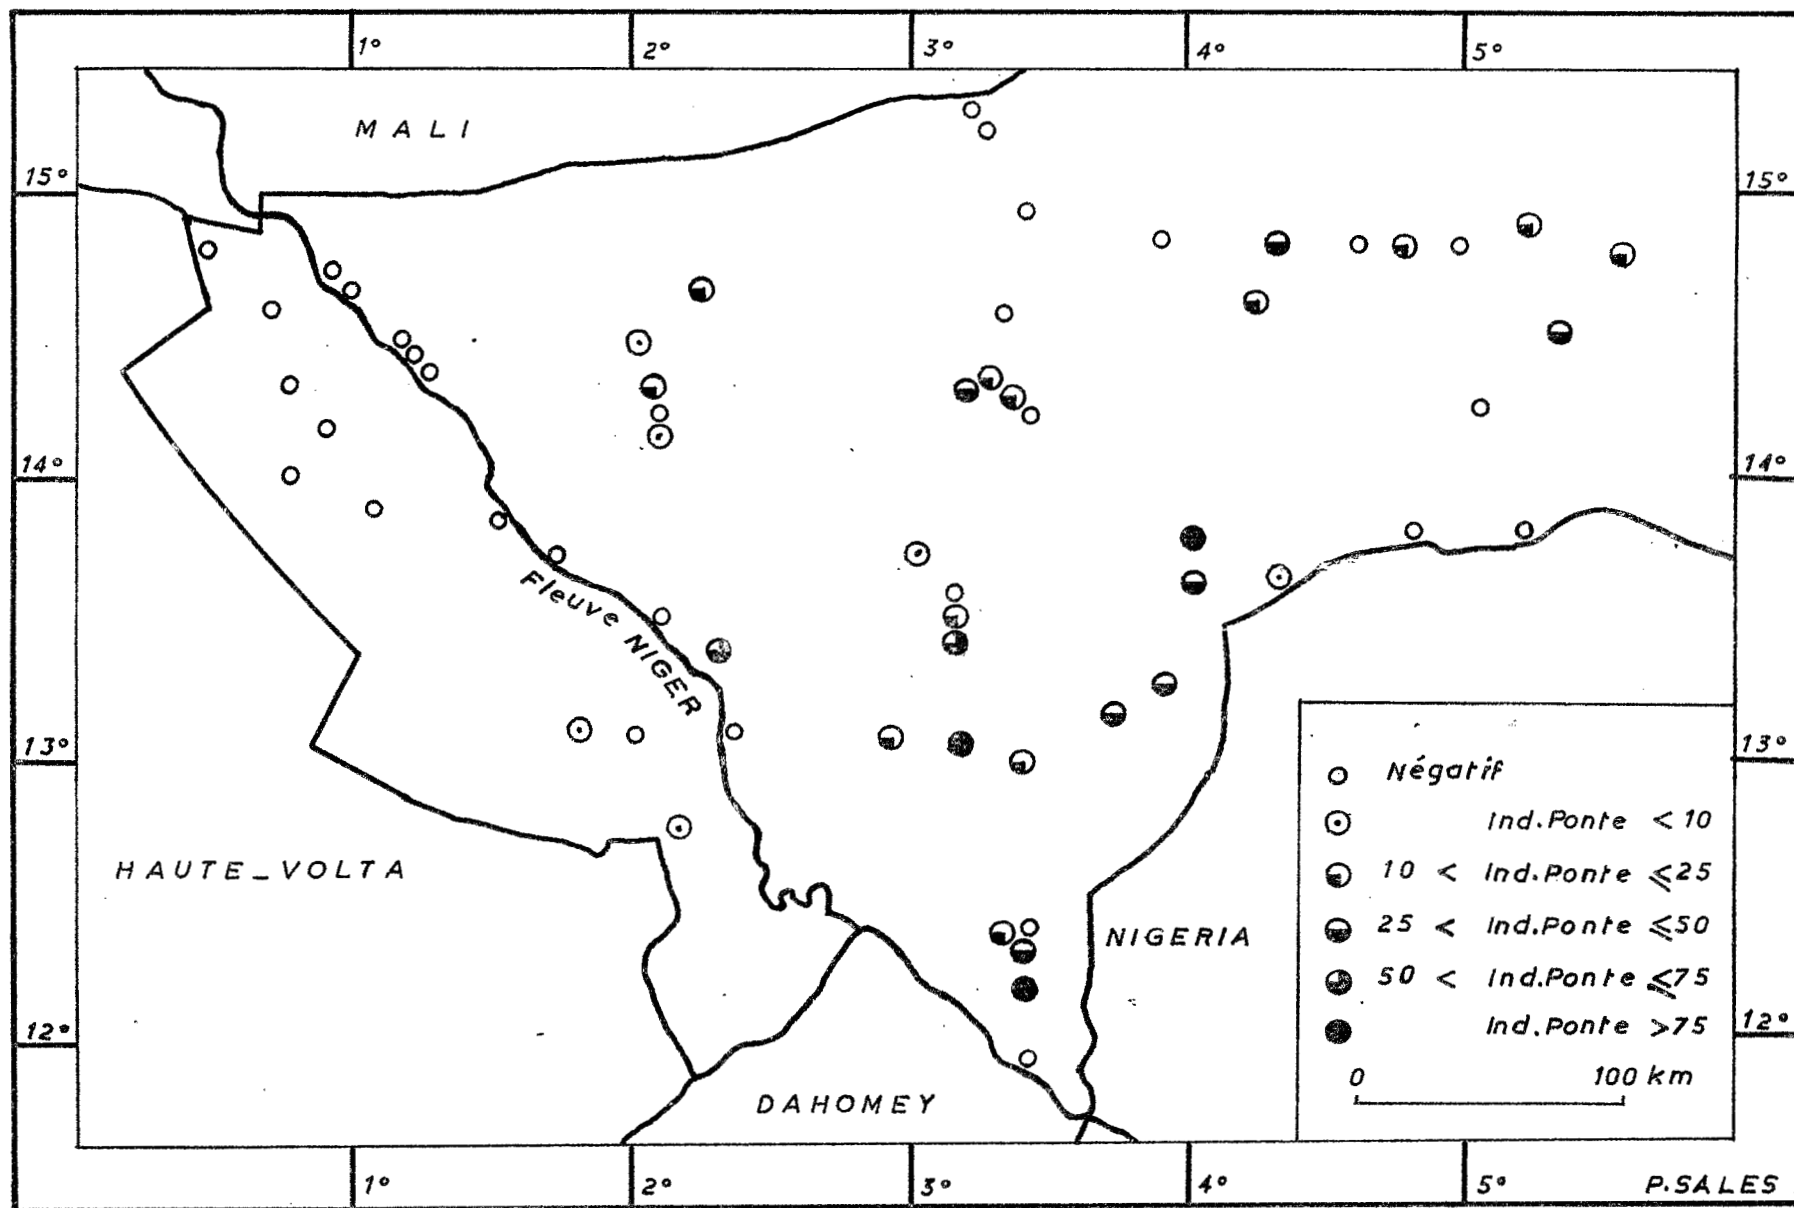 1° 2° 3° 4° 5°
MALI
15° 15°
14° 14°
Fleuve NIGER
13° 13°
Négatif
Ind.Ponte < 10
10 < Ind.Ponte ⩽25
HAUTE_VOLTA
25 < Ind.Ponte ⩽50
NIGERIA
50 < Ind.Ponte ⩽75
12° Ind.Ponte >75 12°
0 100 km
DAHOMEY
1° 2° 3° 4° 5° P.SALES